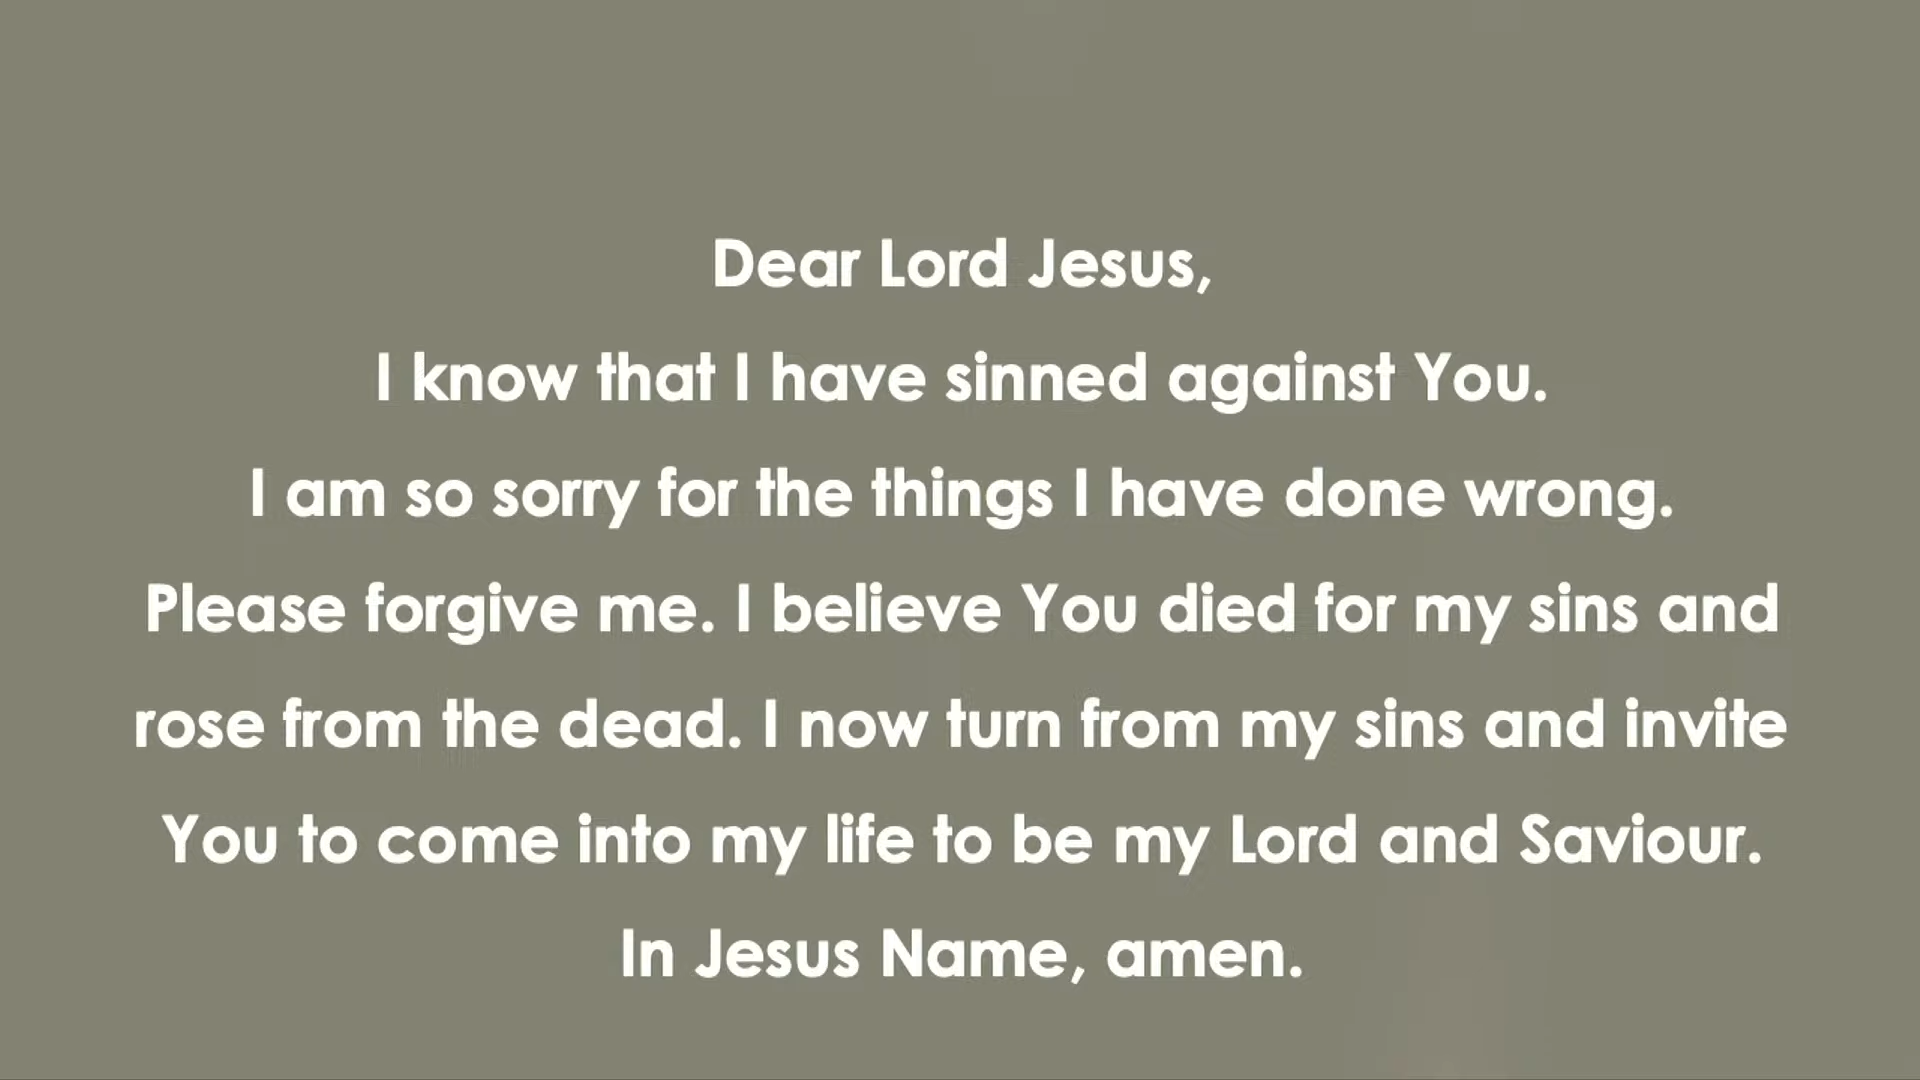 Dear Lord Jesus,
I know that I have sinned against You.
I am so sorry for the things I have done wrong.
Please forgive me. I believe You died for my sins and
rose from the dead. I now turn from my sins and invite
You to come into my life to be my Lord and Saviour.
In Jesus Name, amen.